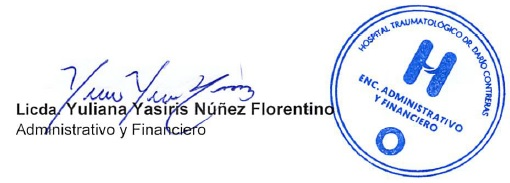 Licda. Yuliana Yasiris Núñez Florentino
Administrativo y Financiero
HOSPITAL TRAUMATOLÓGICO DR. DARÍO CONTRERAS
H
ENC. ADMINISTRATIVO
Y FINANCIERO